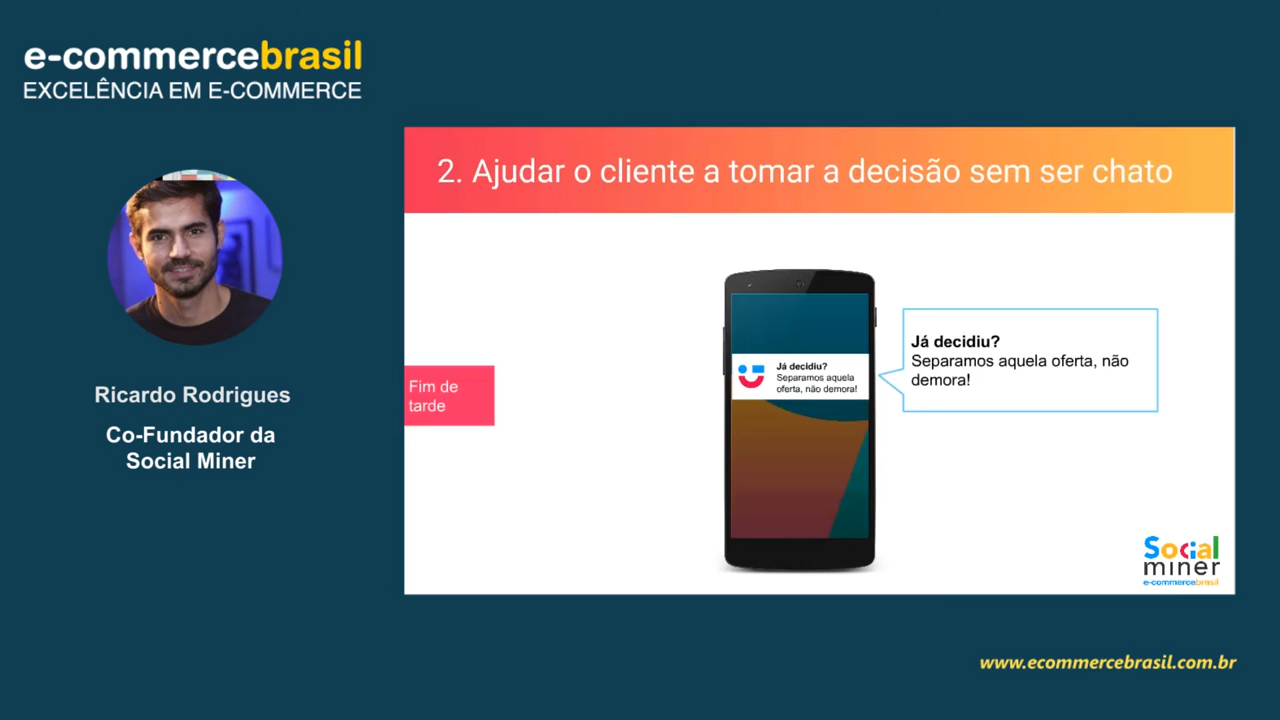 e-commercebrasil
EXCELÊNCIA EM E-COMMERCE
Ricardo Rodrigues
Co-Fundador da
Social Miner
2. Ajudar o cliente a tomar a decisão sem ser chato
Fim de
tarde
Já decidiu?
Separamos aquela
oferta, não demora!
Já decidiu?
Separamos aquela oferta, não
demora!
Social
miner
e-commercebrasil
www.ecommercebrasil.com.br